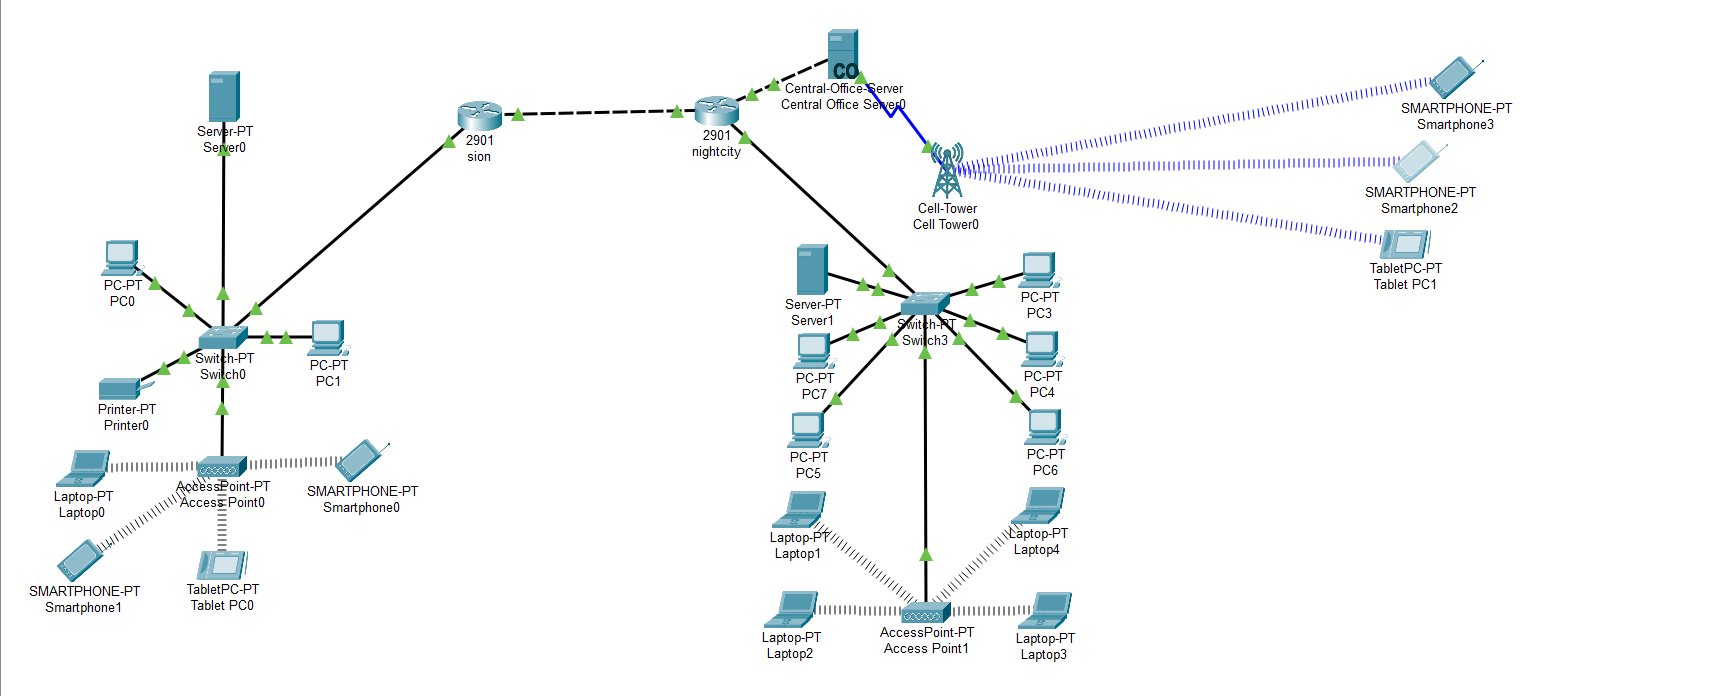 CO
Central-Office-Server
Central Office Server0
SMARTPHONE-PT
Smartphone3
Server-PT
Server0
2901
sion
2901
nightcity
SMARTPHONE-PT
Smartphone2
Cell-Tower
Cell Tower0
TabletPC-PT
Tablet PC1
PC-PT
PC0
Server-PT
Server1
PC-PT
PC3
Switch-PT
Switch3
Switch-PT
Switch0
PC-PT
PC1
PC-PT
PC7
PC-PT
PC4
Printer-PT
Printer0
PC-PT
PC5
PC-PT
PC6
Laptop-PT
Laptop0
AccessPoint-PT
Access Point0
SMARTPHONE-PT
Smartphone0
Laptop-PT
Laptop1
Laptop-PT
Laptop4
SMARTPHONE-PT
Smartphone1
TabletPC-PT
Tablet PC0
Laptop-PT
Laptop2
AccessPoint-PT
Access Point1
Laptop-PT
Laptop3